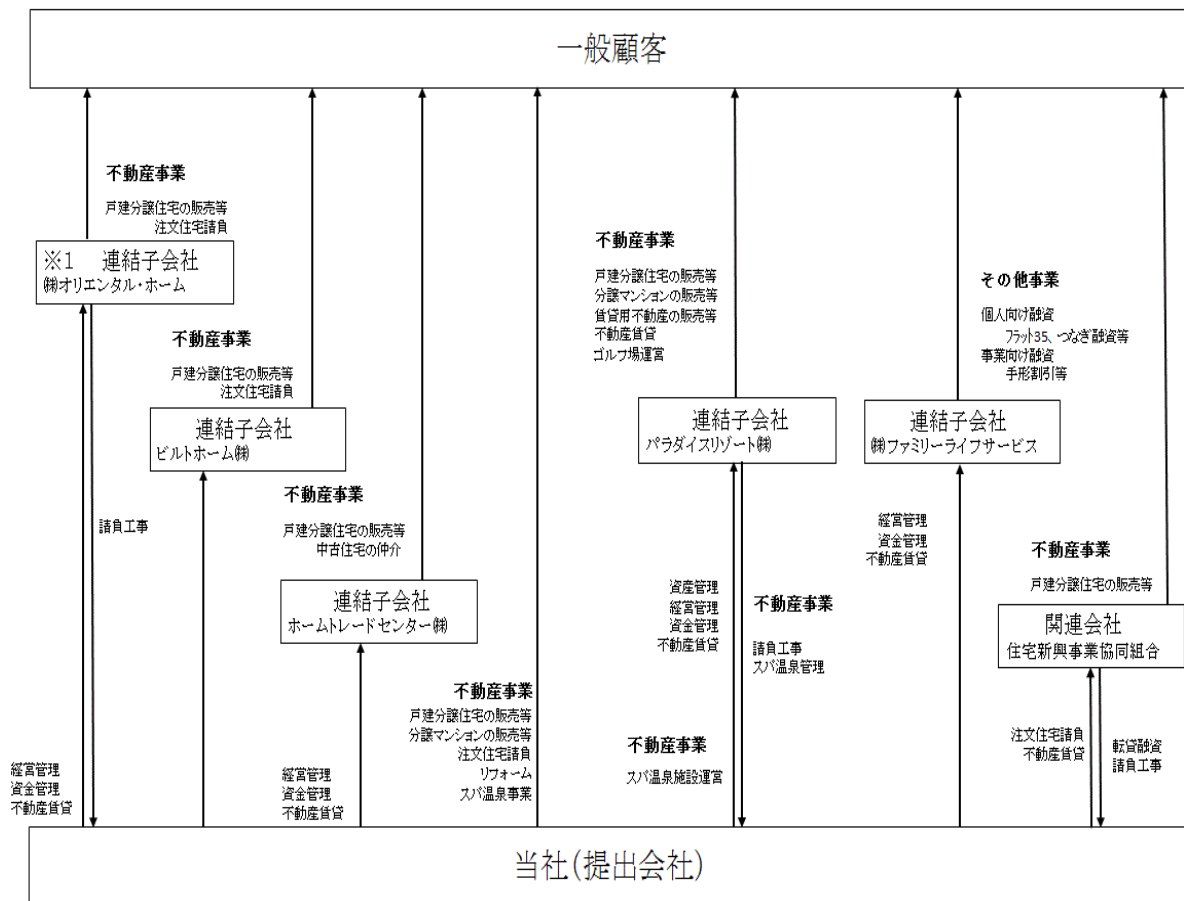 一般顧客
不動産事業
戸建分譲住宅の販売等
注文住宅請負
※1 連結子会社
㈱オリエンタル・ホーム
請負工事
経営管理
資金管理
不動産賃貸
不動産事業
戸建分譲住宅の販売等
注文住宅請負
連結子会社
ビルトホーム㈱
不動産事業
戸建分譲住宅の販売等
中古住宅の仲介
連結子会社
ホームトレードセンター㈱
経営管理
資金管理
不動産賃貸
不動産事業
戸建分譲住宅の販売等
分譲マンションの販売等
注文住宅請負
リフォーム
スパ温泉事業
不動産事業
戸建分譲住宅の販売等
分譲マンションの販売等
賃貸用不動産の販売等
不動産賃貸
ゴルフ場運営
連結子会社
パラダイスリゾート㈱
資産管理
経営管理
資金管理
不動産賃貸
不動産事業
請負工事
スパ温泉管理
不動産事業
スパ温泉施設運営
その他事業
個人向け融資
フラット35、つなぎ融資等
事業向け融資
手形割引等
連結子会社
㈱ファミリーライフサービス
経営管理
資金管理
不動産賃貸
不動産事業
戸建分譲住宅の販売等
関連会社
住宅新興事業協同組合
注文住宅請負
不動産賃貸
転貸融資
請負工事
当社(提出会社)